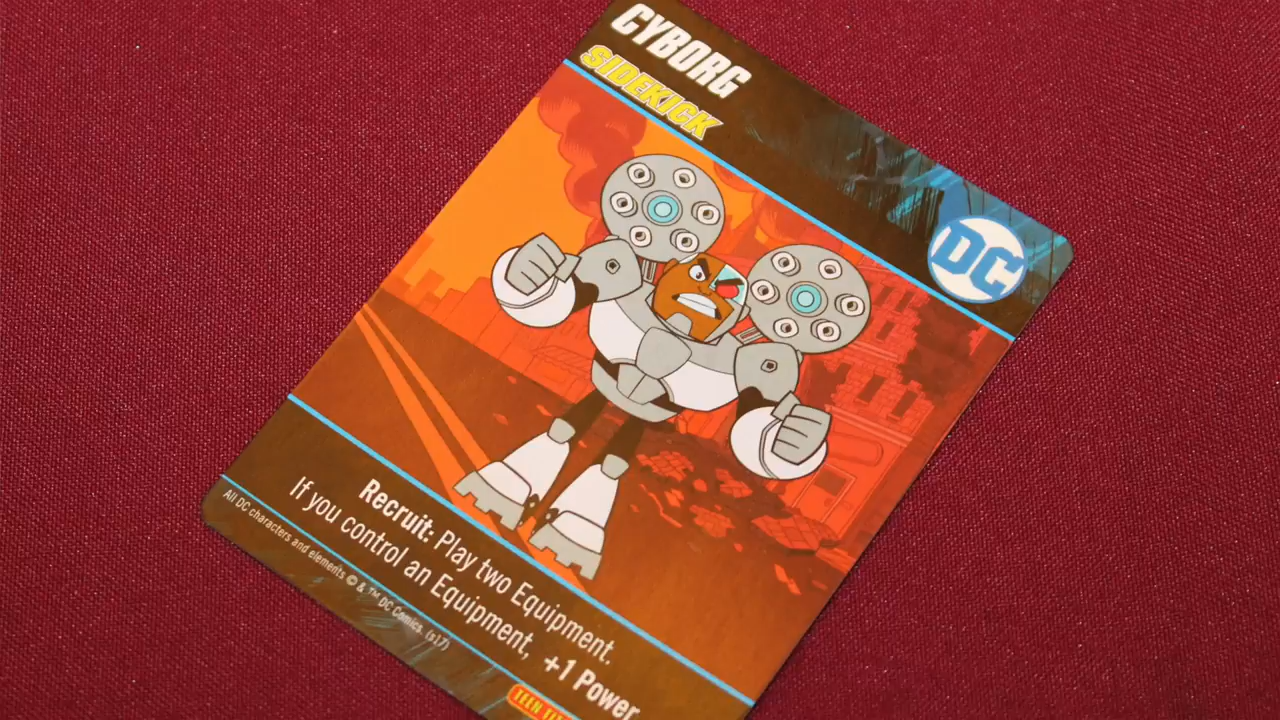 CYBORG
SIDEKICK
DC
Recruit: Play two Equipment.
If you control an Equipment, +1 Power
All DC characters and elements © & ™ DC Comics. (s17)
TEEN